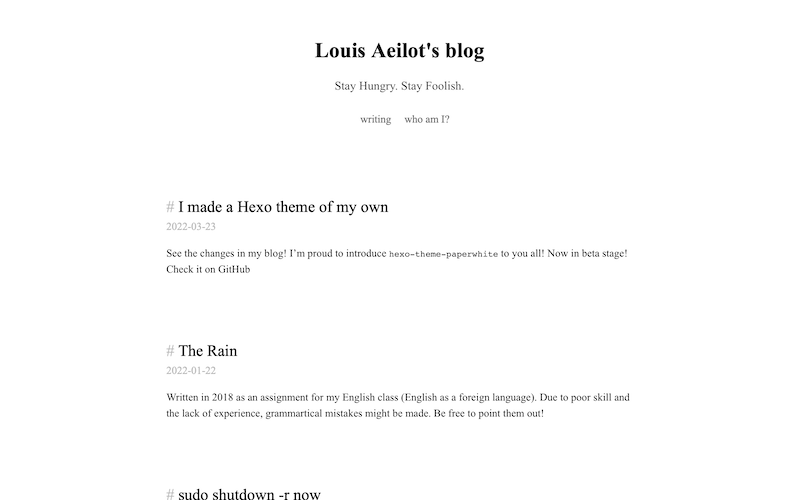 Louis Aeilot's blog
Stay Hungry. Stay Foolish.
writing who am I?
# I made a Hexo theme of my own
2022-03-23
See the changes in my blog! I'm proud to introduce hexo-theme-paperwhite to you all! Now in beta stage!
Check it on GitHub
# The Rain
2022-01-22
Written in 2018 as an assignment for my English class (English as a foreign language). Due to poor skill and
the lack of experience, grammartical mistakes might be made. Be free to point them out!
# sudo shutdown -r now